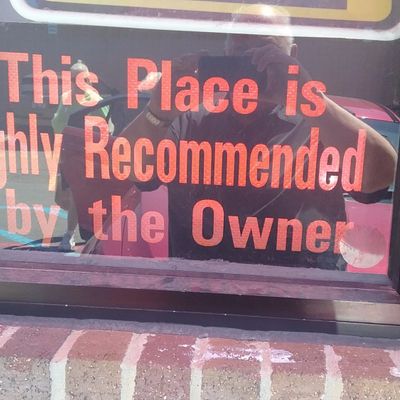 This Place is
ghly Recommended
by the Owner